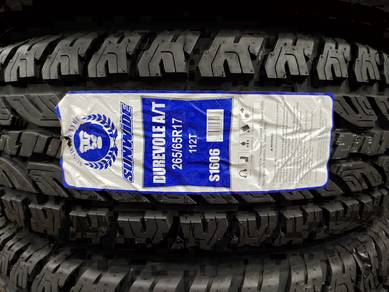 SUNWIDE
DUREVOLE A/T
265/65R17
112T
S1606